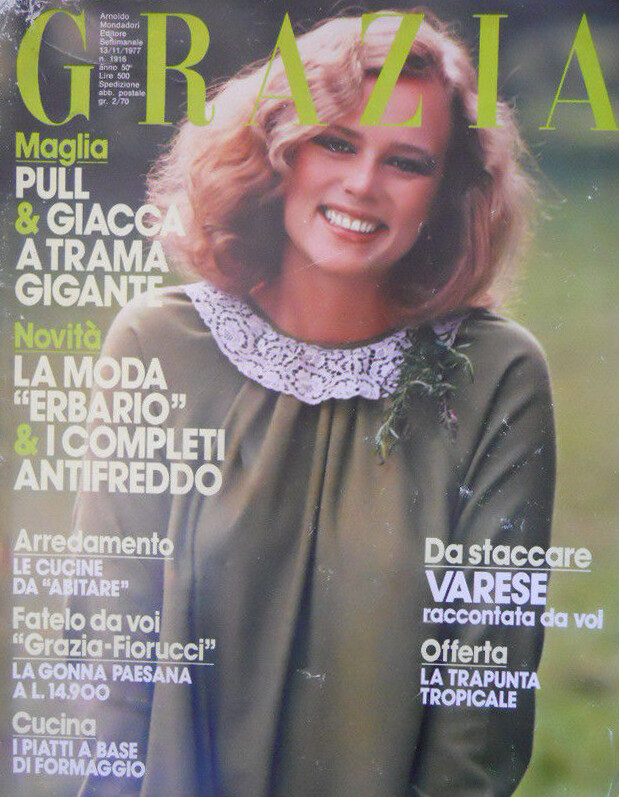 GRAZIA
Arnoldo
Mondadori
Editore
Settimanale
13/11/1977
n. 1916
anno 50°
Lire 500
Spedizione
abb. postale
gr. 2/70
Maglia
PULL
& GIACCA
A TRAMA
GIGANTE
Novità
LA MODA
“ERBARIO”
& I COMPLETI
ANTIFREDDO
Arredamento
LE CUCINE
DA “ABITARE”
Fatelo da voi
“Grazia-Fiorucci”
LA GONNA PAESANA
A L. 14.900
Cucina
I PIATTI A BASE
DI FORMAGGIO
Da staccare
VARESE
raccontata da voi
Offerta
LA TRAPUNTA
TROPICALE